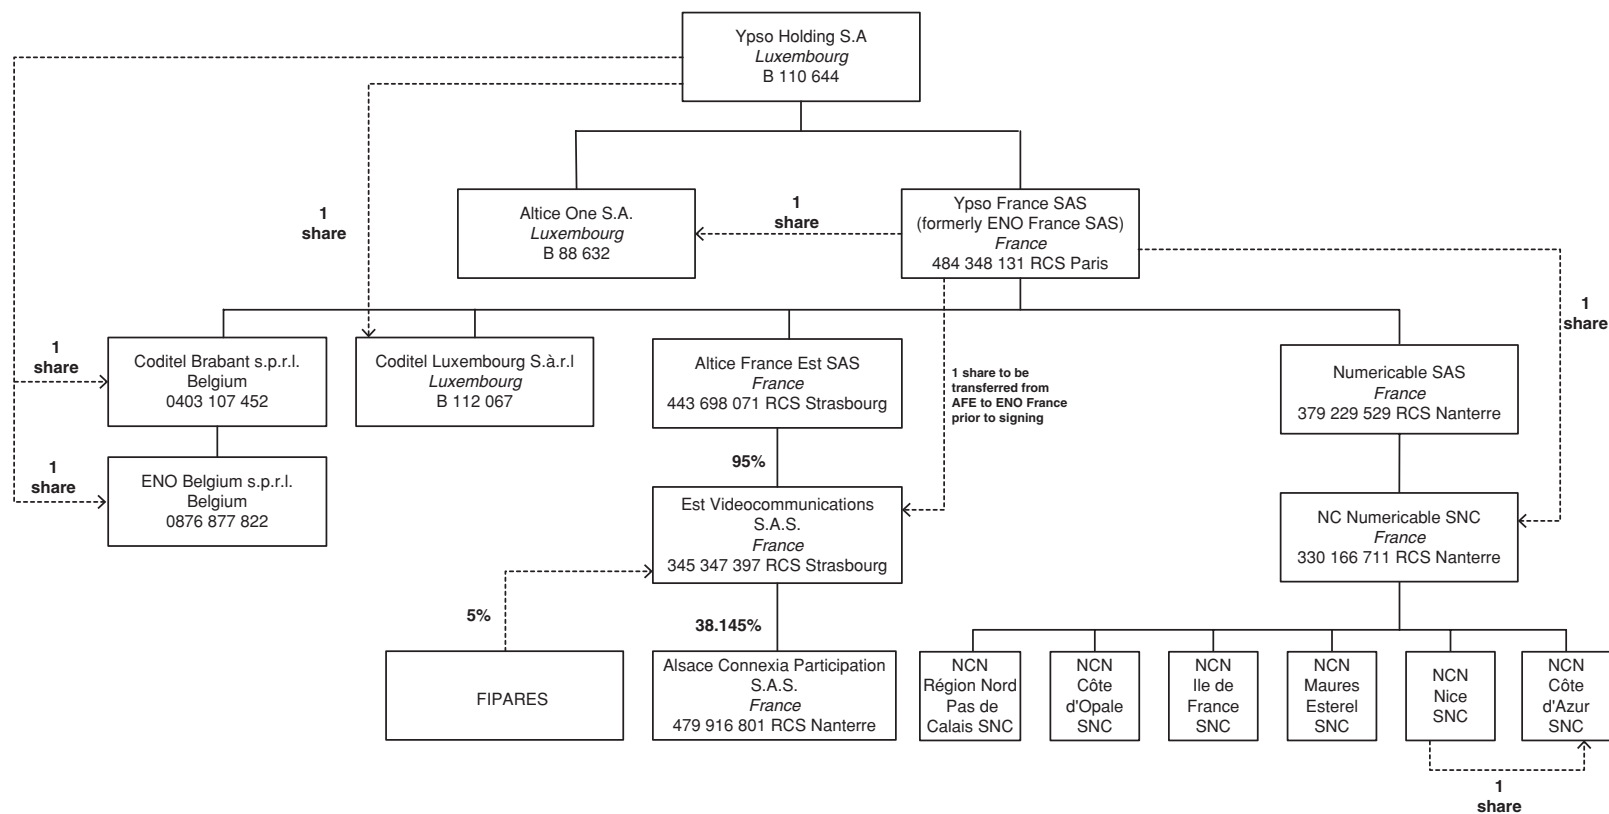 Ypso Holding S.A
Luxembourg
B 110 644
Altice One S.A.
Luxembourg
B 88 632
1
share
Ypso France SAS
(formerly ENO France SAS)
France
484 348 131 RCS Paris
1
share
1
share
1
share
Coditel Brabant s.p.r.l.
Belgium
0403 107 452
Coditel Luxembourg S.à.r.l
Luxembourg
B 112 067
Altice France Est SAS
France
443 698 071 RCS Strasbourg
1 share to be
transferred from
AFE to ENO France
prior to signing
Numericable SAS
France
379 229 529 RCS Nanterre
1
share
ENO Belgium s.p.r.l.
Belgium
0876 877 822
95%
Est Videocommunications
S.A.S.
France
345 347 397 RCS Strasbourg
NC Numericable SNC
France
330 166 711 RCS Nanterre
5%
38.145%
FIPARES
Alsace Connexia Participation
S.A.S.
France
479 916 801 RCS Nanterre
NCN
Région Nord
Pas de
Calais SNC
NCN
Côte
d'Opale
SNC
NCN
Ile de
France
SNC
NCN
Maures
Esterel
SNC
NCN
Nice
SNC
NCN
Côte
d'Azur
SNC
1
share